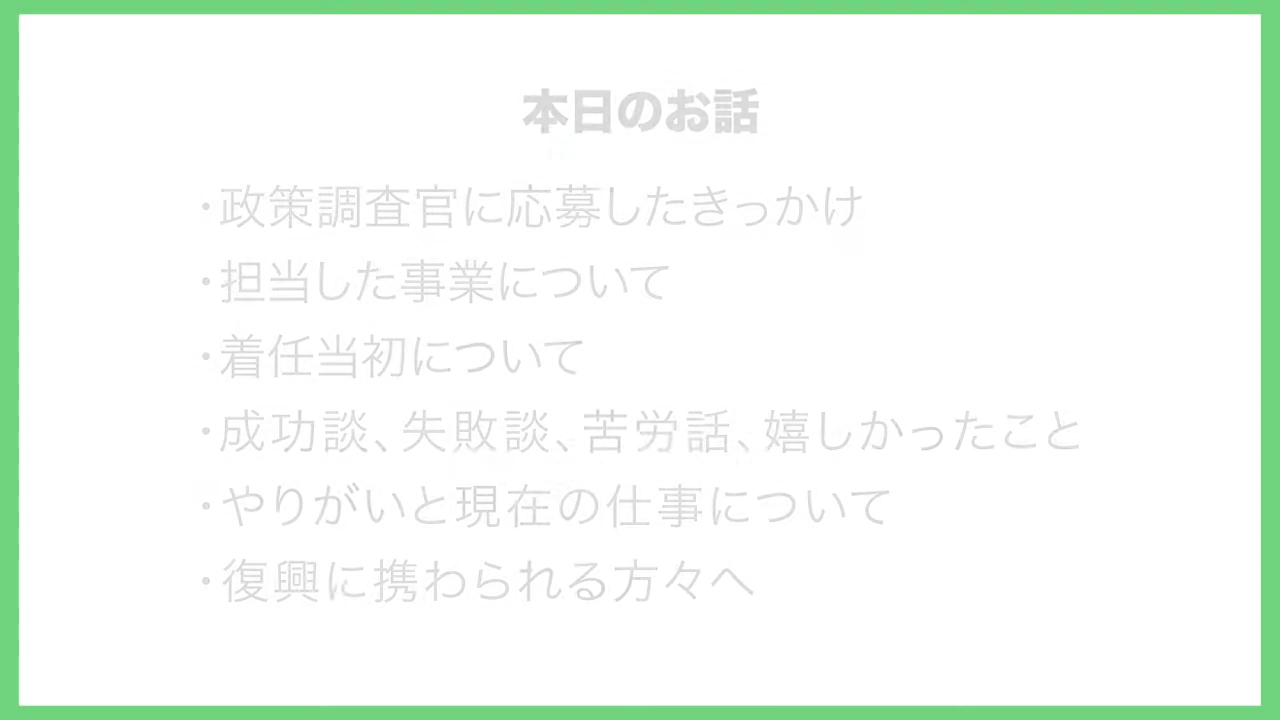 本日のお話
・政策調査官に応募したきっかけ
・担当した事業について
・着任当初について
・成功談、失敗談、苦労話、嬉しかったこと
・やりがいと現在の仕事について
・復興に携わられる方々へ